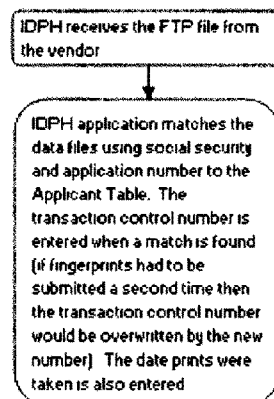 IDPH receives the FTP file from
the vendor
IDPH application matches the
data files using social security
and application number to the
Applicant Table. The
transaction control number is
entered when a match is found
(if fingerprints had to be
submitted a second time then
the transaction control number
would be overwritten by the new
number) The date prints were
taken is also entered